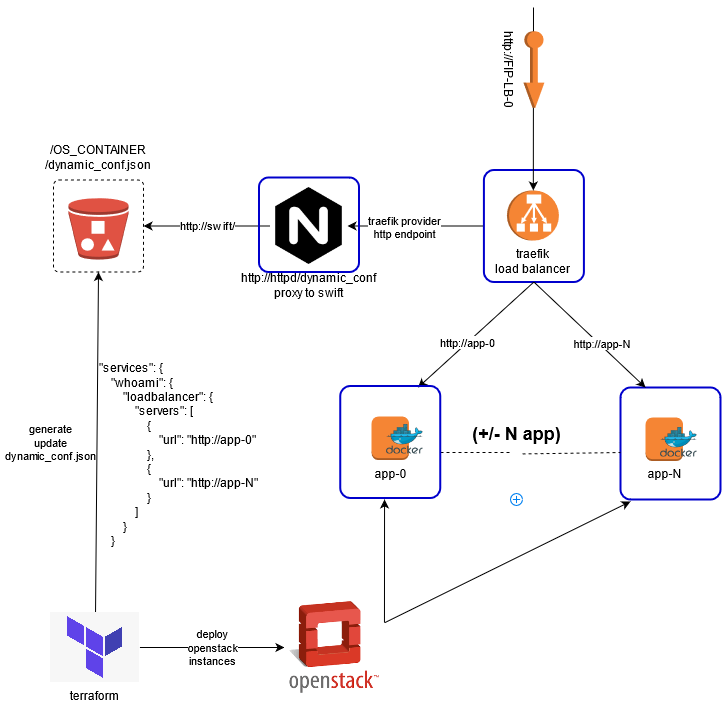 http://FIP-LB-0
/OS_CONTAINER
/dynamic_conf.json
http://swift/
N
http://httpd/dynamic_conf
proxy to swift
traefik provider
http endpoint
traefik
load balancer
http://app-0
http://app-N
docker
app-0
(+/- N app)
docker
app-N
generate
update
dynamic_conf.json
"services": {
"whoami": {
"loadbalancer": {
"servers": [
{
"url": "http://app-0"
},
{
"url": "http://app-N"
}
]
}
}
terraform
deploy
openstack
instances
openstack™